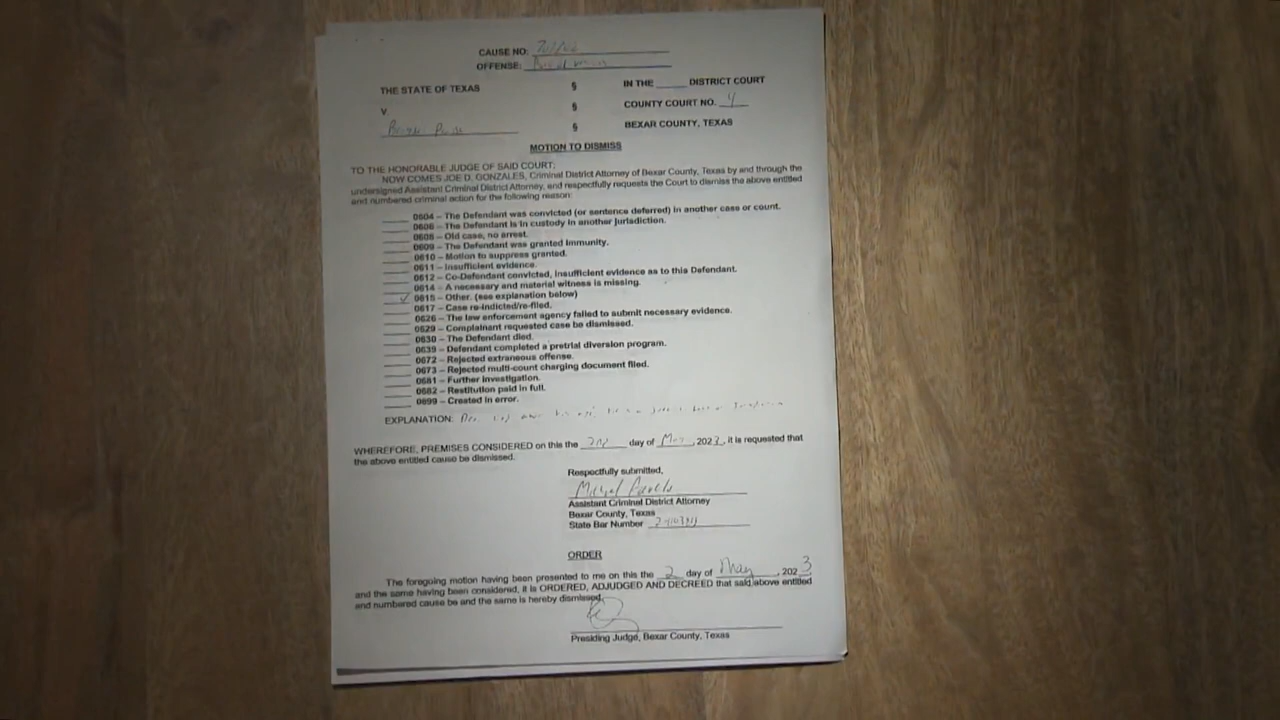 CAUSE NO:
OFFENSE:
THE STATE OF TEXAS § IN THE ____ DISTRICT COURT
V § COUNTY COURT NO. 4
§ BEXAR COUNTY, TEXAS
MOTION TO DISMISS
TO THE HONORABLE JUDGE OF SAID COURT:
NOW COMES JOE D. GONZALES, Criminal District Attorney of Bexar County, Texas by and through the
undersigned Assistant Criminal District Attorney, and respectfully requests the Court to dismiss the above entitled
and numbered criminal action for the following reason:
0604 – The Defendant was convicted (or sentence deferred) in another case or count.
0606 – The Defendant is in custody in another jurisdiction.
0608 – Old case, no arrest.
0609 – The Defendant was granted immunity.
0610 – Motion to suppress granted.
0611 – Insufficient evidence.
0612 – Co-Defendant convicted, insufficient evidence as to this Defendant.
0614 – A necessary and material witness is missing.
✓ 0615 – Other. (see explanation below)
0617 – Case re-indicted/re-filed.
0626 – The law enforcement agency failed to submit necessary evidence.
0629 – Complainant requested case be dismissed.
0630 – The Defendant died.
0639 – Defendant completed a pretrial diversion program.
0672 – Rejected extraneous offense.
0673 – Rejected multi-count charging document filed.
0681 – Further investigation.
0682 – Restitution paid in full.
0699 – Created in error.
EXPLANATION:
WHEREFORE, PREMISES CONSIDERED on this the 2nd day of May, 2023, it is requested that
the above entitled cause be dismissed.
Respectfully submitted,
Assistant Criminal District Attorney
Bexar County, Texas
State Bar Number
ORDER
The foregoing motion having been presented to me on this the 2 day of May, 2023
and the same having been considered, it is ORDERED, ADJUDGED AND DECREED that said above entitled
and numbered cause be and the same is hereby dismissed.
Presiding Judge, Bexar County, Texas